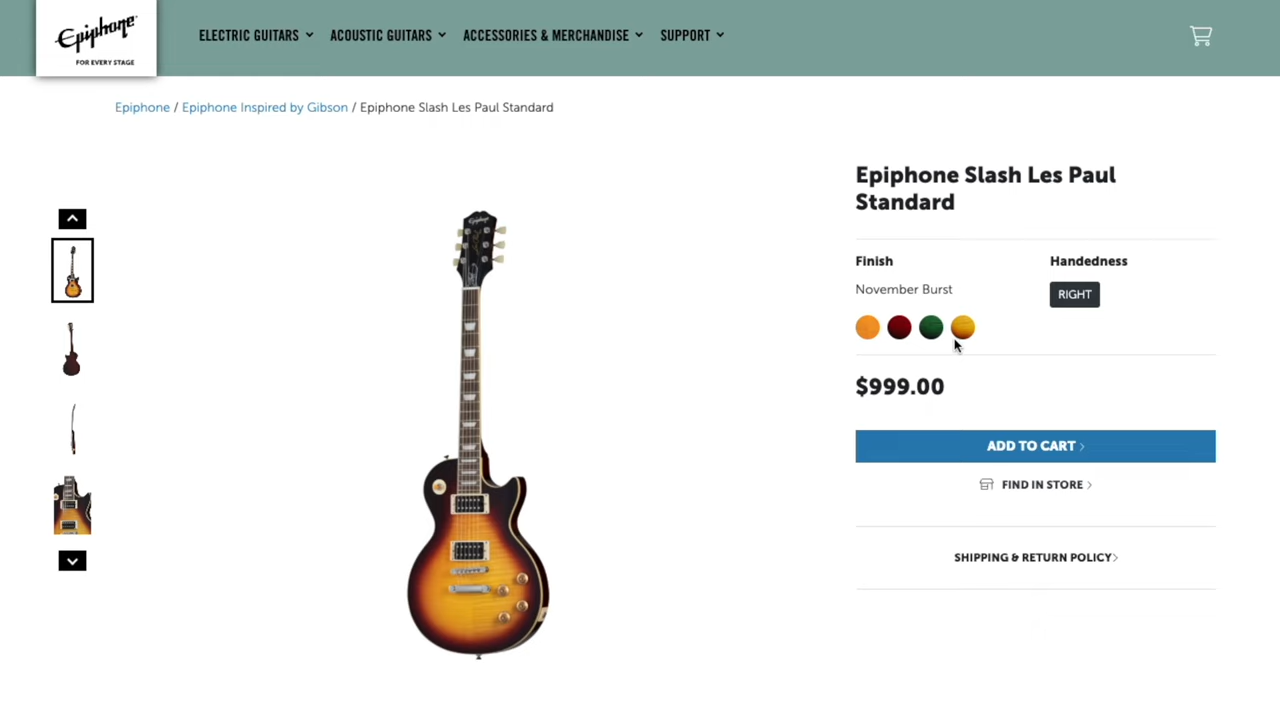 Epiphone
FOR EVERY STAGE
ELECTRIC GUITARS
ACOUSTIC GUITARS
ACCESSORIES & MERCHANDISE
SUPPORT
Epiphone / Epiphone Inspired by Gibson / Epiphone Slash Les Paul Standard
Epiphone
Epiphone Slash Les Paul
Standard
Finish
Handedness
November Burst
RIGHT
$999.00
ADD TO CART
FIND IN STORE
SHIPPING & RETURN POLICY